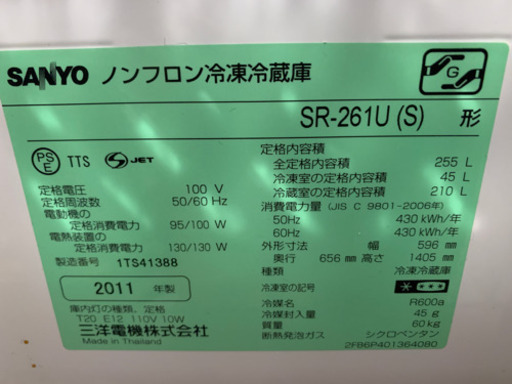 SANYO ノンフロン冷凍冷蔵庫
G
SR-261U (S) 形
PS E TTS S JET
定格電圧 100 V
定格周波数 50/60 Hz
電動機の
定格消費電力 95/100 W
電熱装置の
定格消費電力 130/130 W
製造番号 1TS41388
2011 年製
庫内灯の種類、定格
T20 E12 110V 10W
三洋電機株式会社
Made in Thailand
定格内容積
全定格内容積 255 L
冷凍室の定格内容積 45 L
冷蔵室の定格内容積 210 L
消費電力量 (JIS C 9801-2006年)
50Hz 430 kWh/年
60Hz 430 kWh/年
外形寸法 幅 596 mm
奥行 656 mm 高さ 1405 mm
種類 冷凍冷蔵庫
冷凍室の記号
冷媒 R600a
冷媒封入量 45 g
質量 60 kg
断熱発泡ガス シクロペンタン
2FB6P401364080